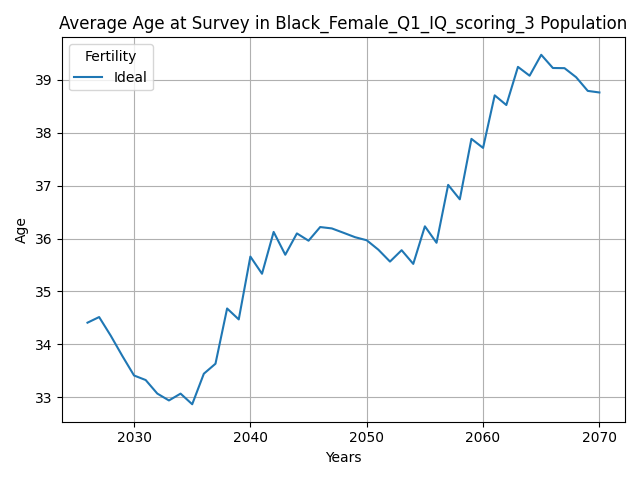 Average Age at Survey in Black_Female_Q1_IQ_scoring_3 Population
Fertility
Ideal
Age
39
38
37
36
35
34
33
2030 2040 2050 2060 2070
Years